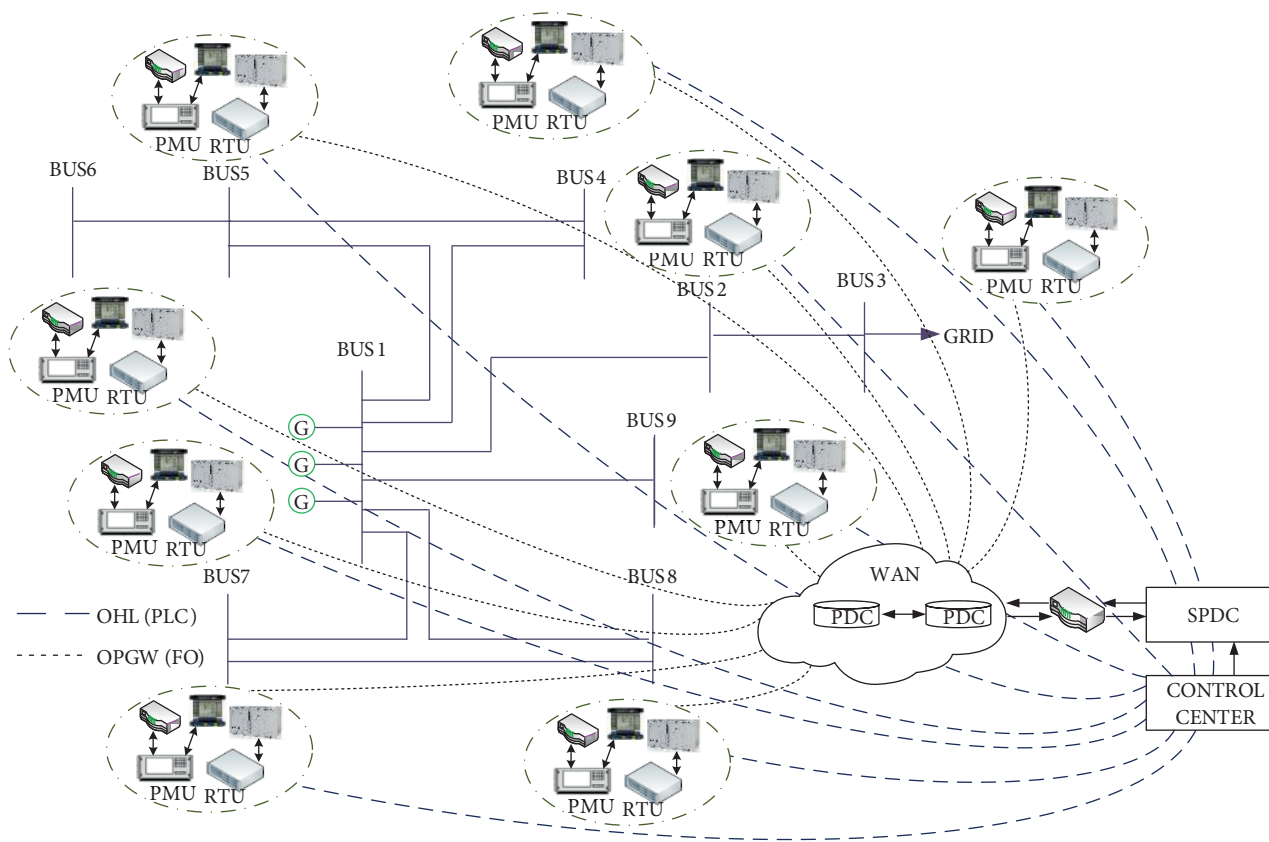 PMU RTU
PMU RTU
BUS6
BUS5
BUS4
PMU RTU
PMU RTU
BUS2
BUS3
GRID
PMU RTU
BUS1
G
G
G
BUS9
PMU RTU
PMU RTU
BUS7
BUS8
WAN
PDC
PDC
SPDC
OHL (PLC)
OPGW (FO)
CONTROL
CENTER
PMU RTU
PMU RTU